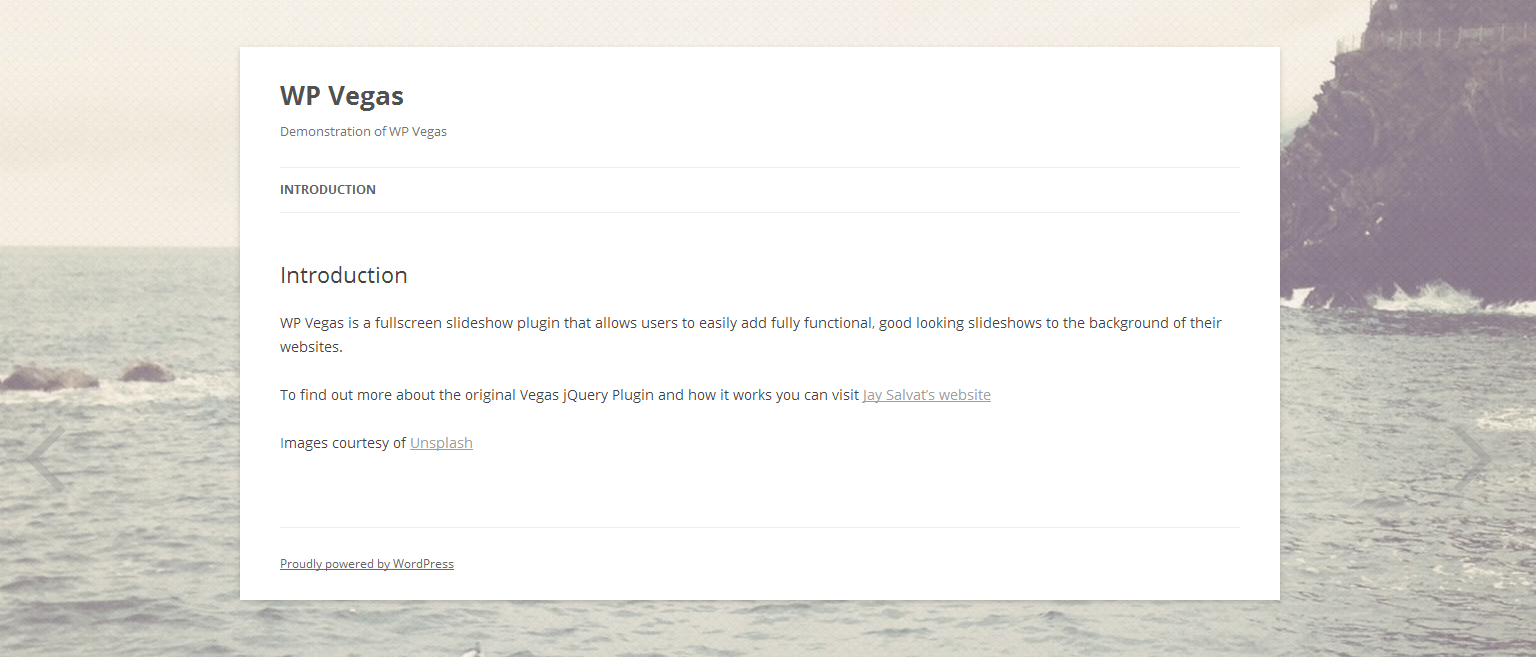 WP Vegas
Demonstration of WP Vegas
INTRODUCTION
Introduction
WP Vegas is a fullscreen slideshow plugin that allows users to easily add fully functional, good looking slideshows to the background of their
websites.
To find out more about the original Vegas jQuery Plugin and how it works you can visit Jay Salvat’s website
Images courtesy of Unsplash
Proudly powered by WordPress